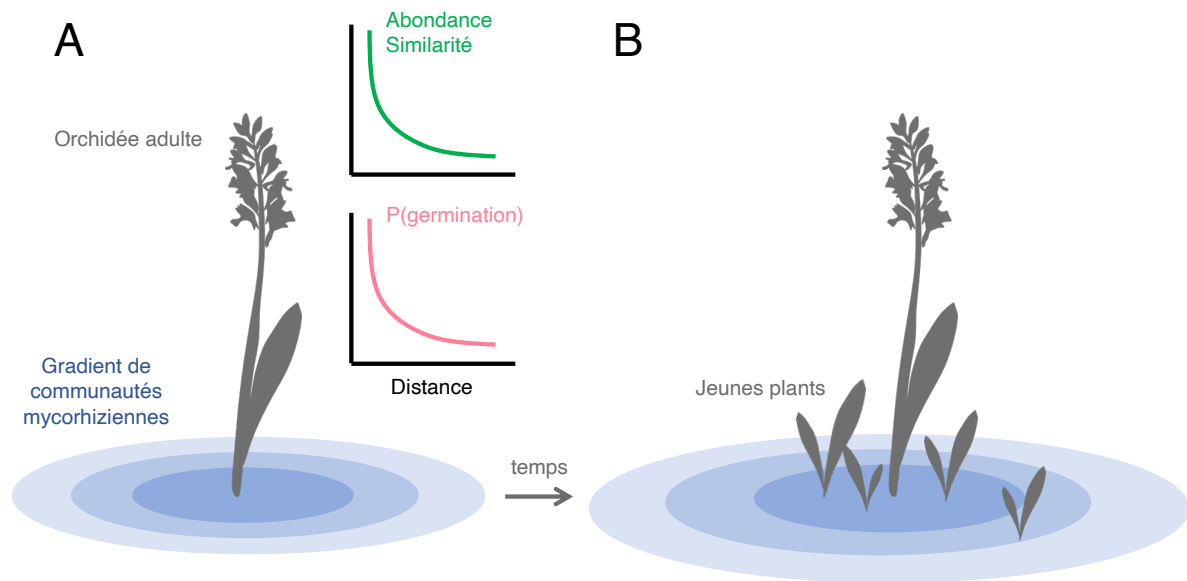 A
Abondance
Similarité
Orchidée adulte
P(germination)
Distance
Gradient de
communautés
mycorhiziennes
temps
B
Jeunes plants